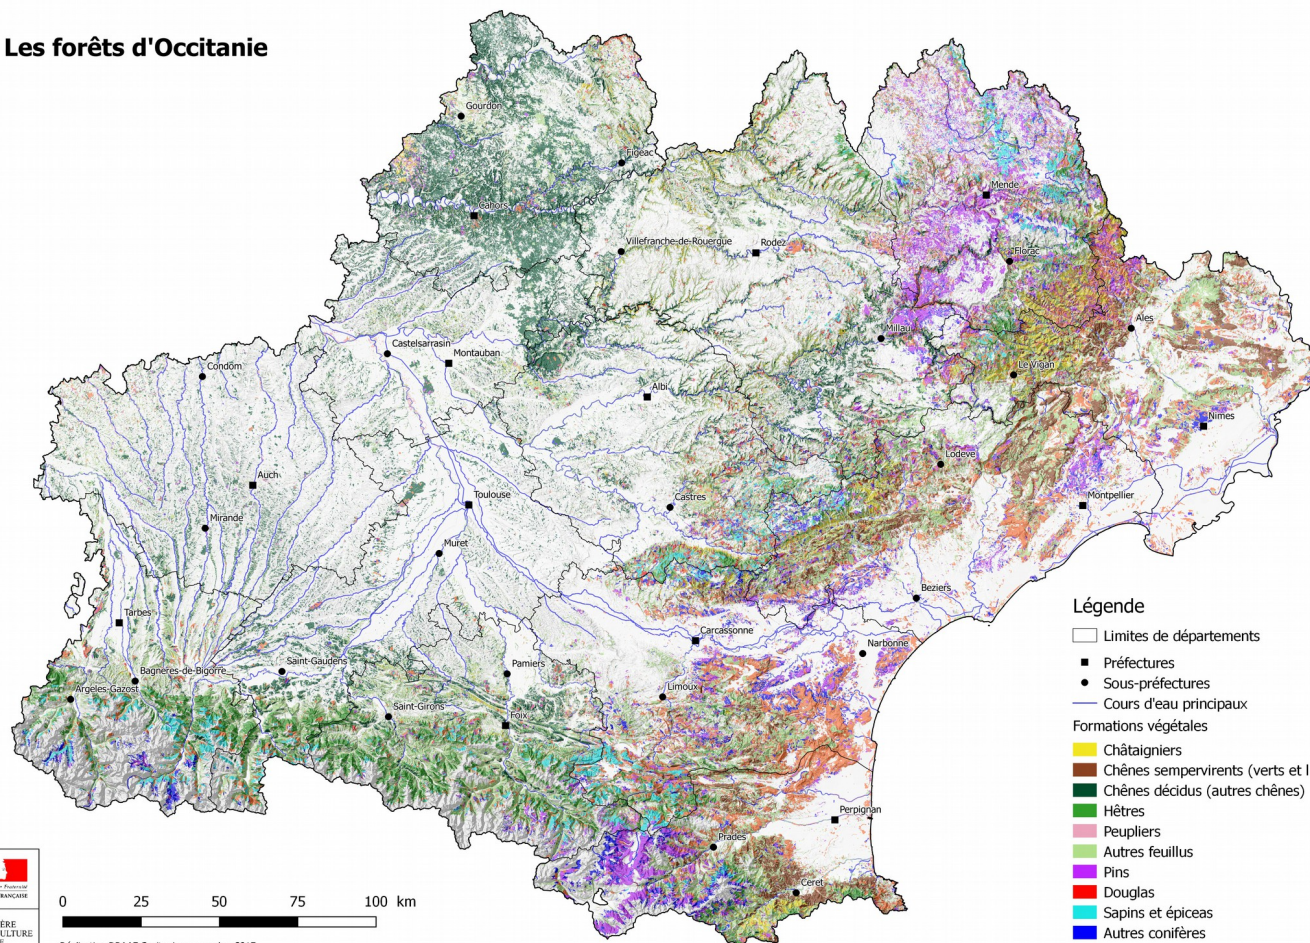 Les forêts d'Occitanie
Gourdon
Figeac
Cahors
Mende
Villefranche-de-Rouergue
Rodez
Florac
Ales
Millau
Castelsarrasin
Montauban
Condom
Le Vigan
Albi
Nimes
Lodeve
Auch
Toulouse
Castres
Montpellier
Mirande
Muret
Beziers
Tarbes
Carcassonne
Narbonne
Saint-Gaudens
Pamiers
Bagneres-de-Bigorre
Argeles-Gazost
Limoux
Saint-Girons
Foix
Perpignan
Prades
Ceret
Légende
Limites de départements
Préfectures
Sous-préfectures
Cours d'eau principaux
Formations végétales
Châtaigniers
Chênes sempervirents (verts et l
Chênes décidus (autres chênes)
Hêtres
Peupliers
Autres feuillus
Pins
Douglas
Sapins et épiceas
Autres conifères
0 25 50 75 100 km